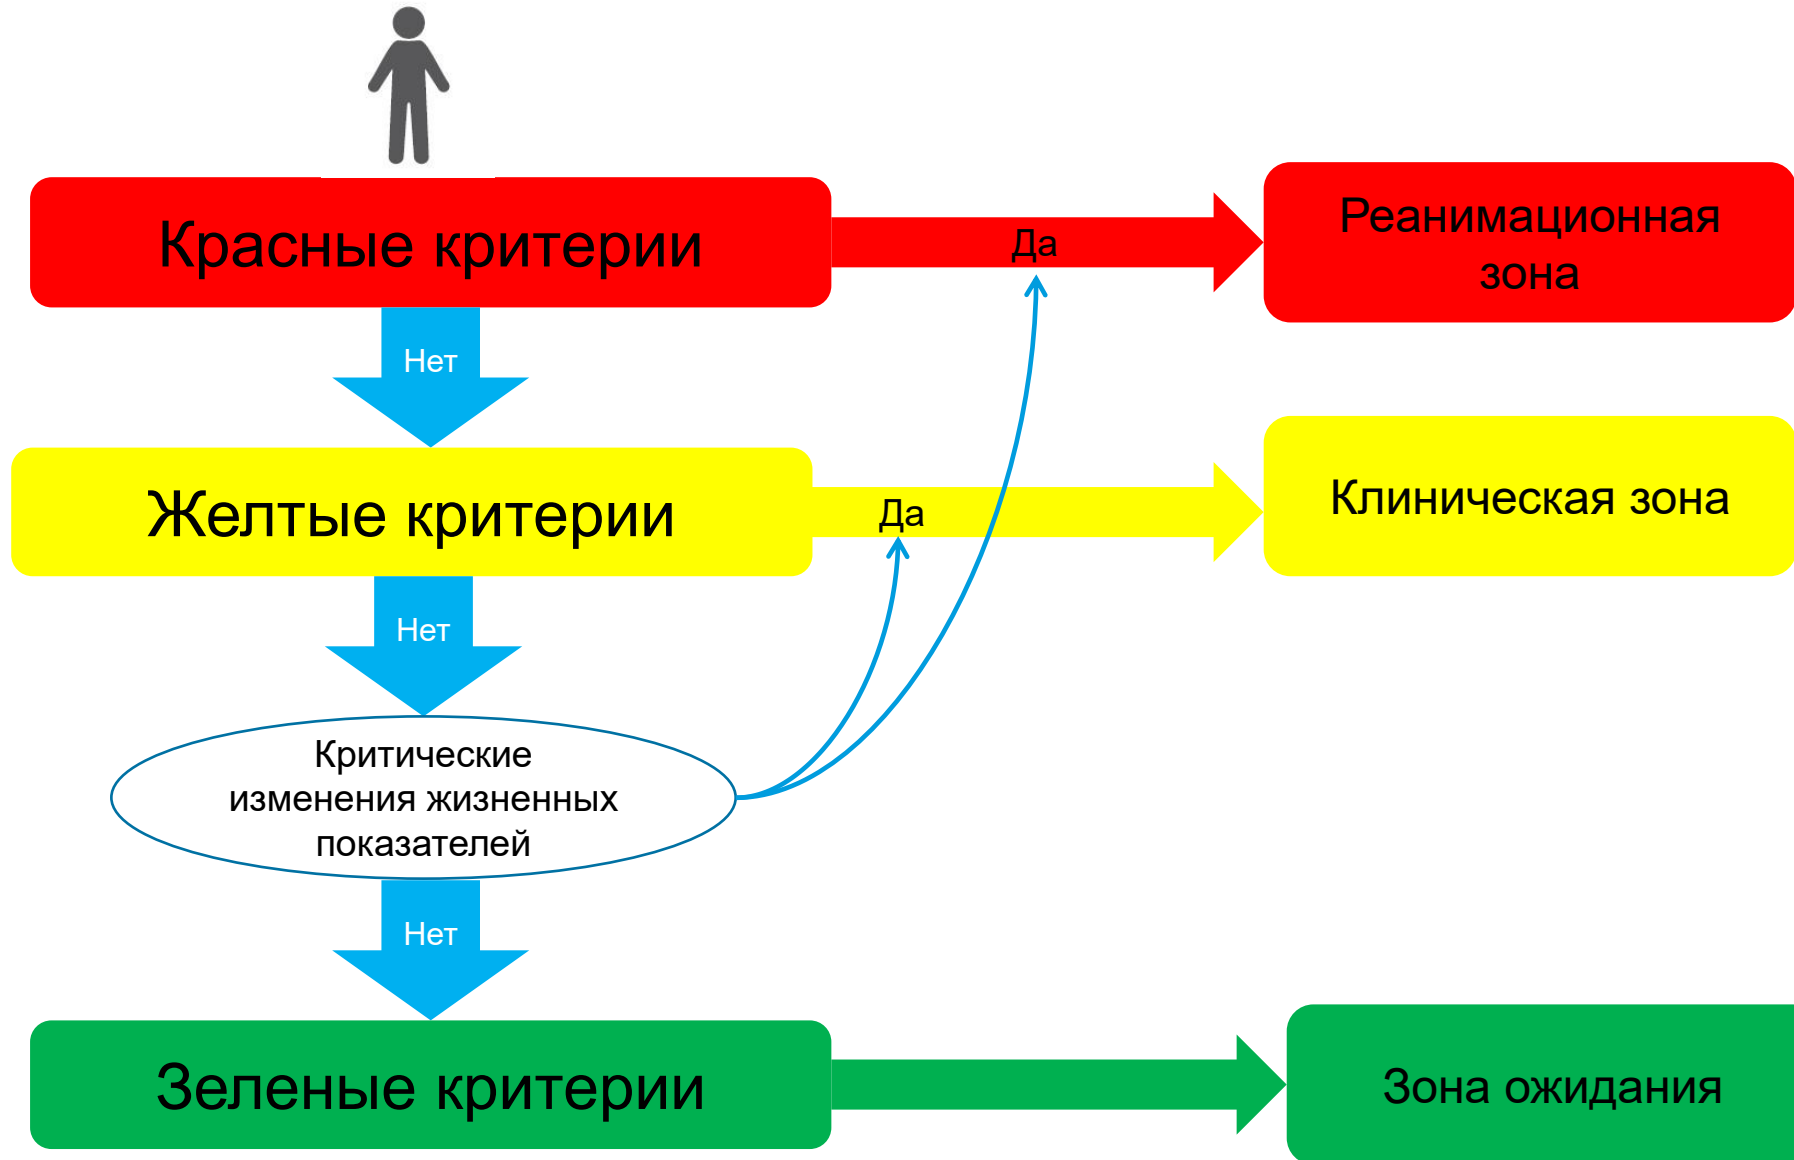 Красные критерии
Да
Реанимационная
зона
Нет
Желтые критерии
Да
Клиническая зона
Нет
Критические
изменения жизненных
показателей
Нет
Зеленые критерии
Зона ожидания